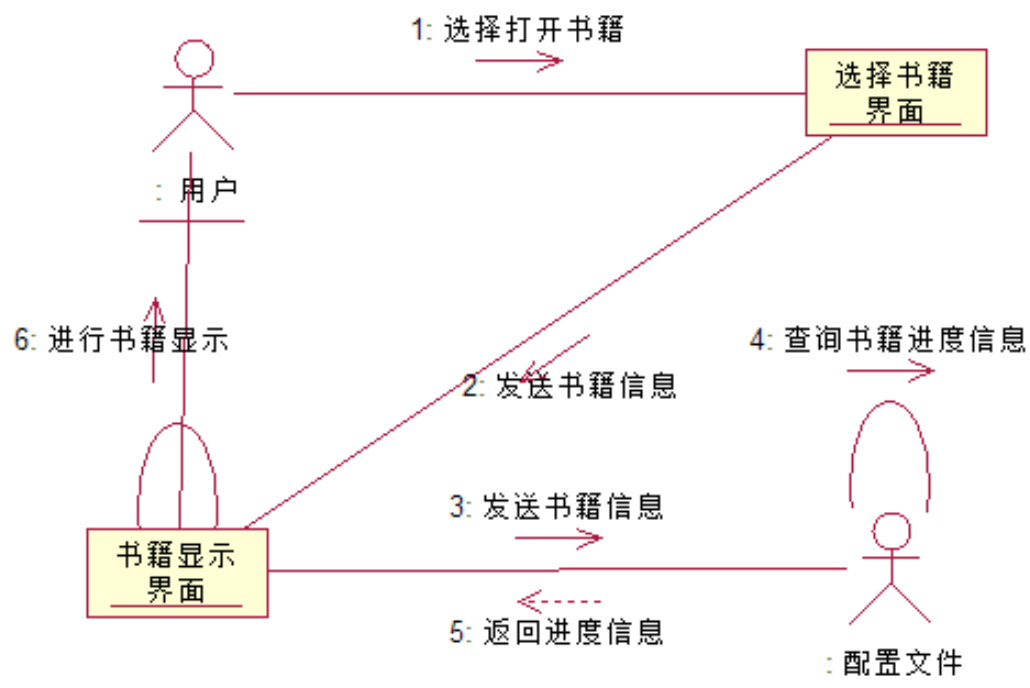 1: 选择打开书籍
选择书籍
界面
: 用户
6: 进行书籍显示
4: 查询书籍进度信息
2: 发送书籍信息
3: 发送书籍信息
书籍显示
界面
5: 返回进度信息
: 配置文件